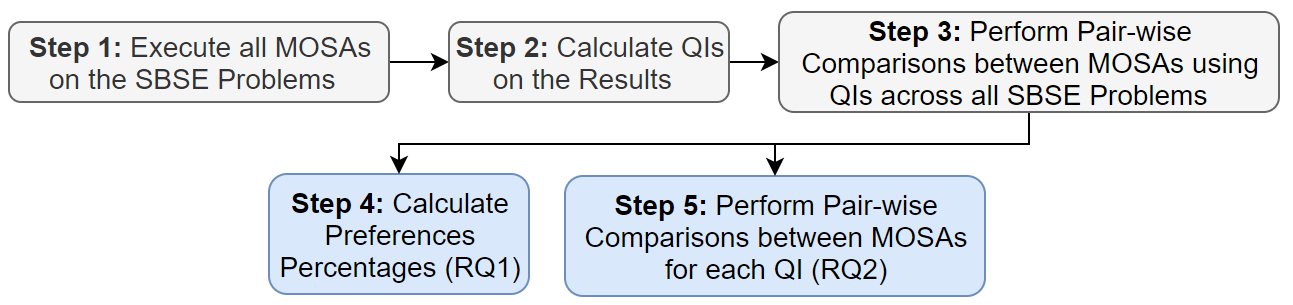 Step 1: Execute all MOSAs
on the SBSE Problems
Step 2: Calculate QIs
on the Results
Step 3: Perform Pair-wise
Comparisons between MOSAs using
QIs across all SBSE Problems
Step 4: Calculate
Preferences
Percentages (RQ1)
Step 5: Perform Pair-wise
Comparisons between MOSAs
for each QI (RQ2)